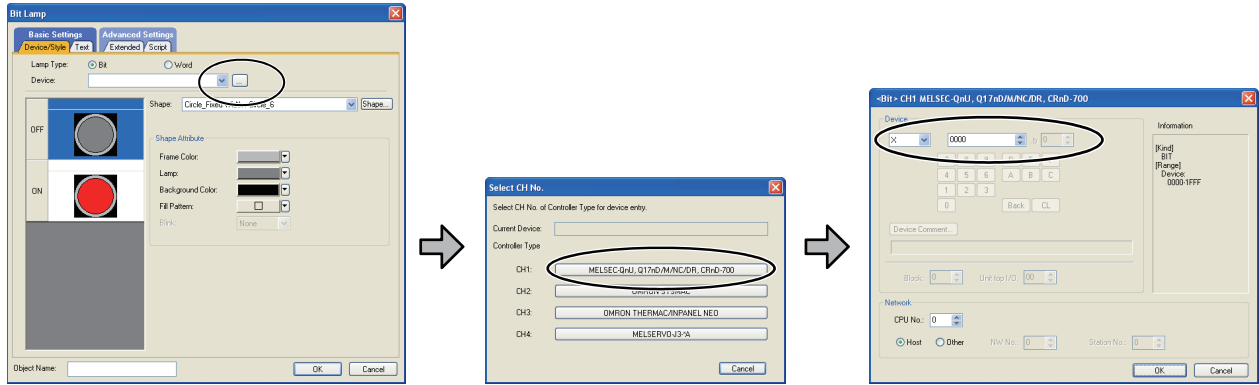 Bit Lamp
Basic Settings
Advanced Settings
Device/Style
Text
Extended
Script
Lamp Type:
Bit
Word
Device:
...
Shape:
Shape...
OFF
ON
Shape Attribute
Frame Color:
Lamp:
Background Color:
Fill Pattern:
Blink:
None
Object Name:
OK
Cancel
Select CH No.
Select CH No. of Controller Type for device entry.
Current Device:
Controller Type
CH1:
MELSEC-QnU, Q17nD/M/NC/DR, CRnD-700
CH2:
OMRON SYSMAC
CH3:
OMRON THERMAC/INPANEL NEO
CH4:
MELSERVO-J3-*A
Cancel
<Bit> CH1 MELSEC-QnU, Q17nD/M/NC/DR, CRnD-700
Device
X
0000
0
4 5 6 A B C
1 2 3
0 Back CL
Device Comment...
Block: 0
Unit top I/O: 00
Network
CPU No.: 0
Host
Other
NW No.: 0
Station No.: 0
Information
[Kind]
BIT
[Range]
Device:
0000-1FFF
OK
Cancel